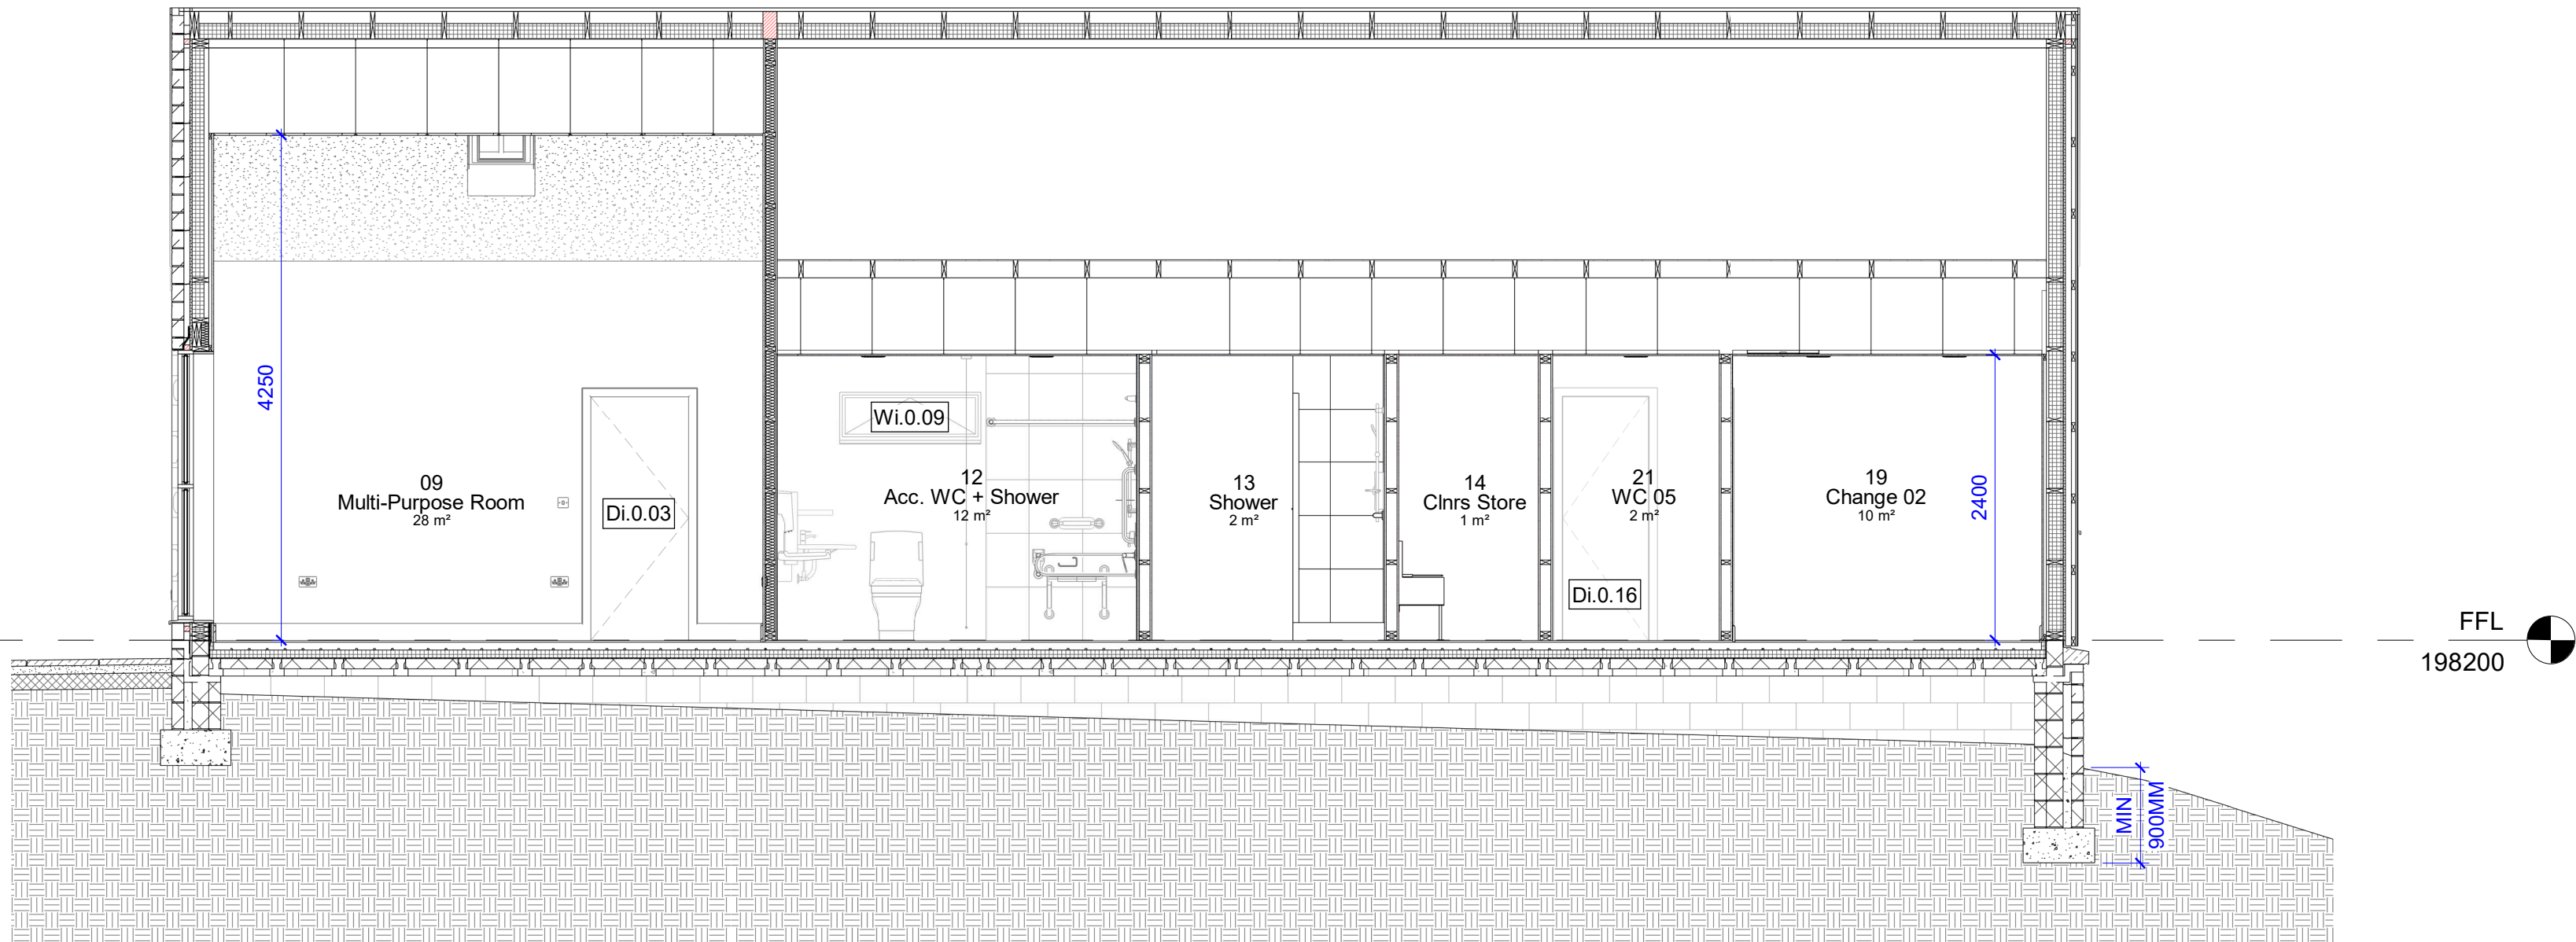 4250
09
Multi-Purpose Room
28 m²
Di.0.03
Wi.0.09
12
Acc. WC + Shower
12 m²
13
Shower
2 m²
14
Clnrs Store
1 m²
21
WC 05
2 m²
Di.0.16
19
Change 02
10 m²
2400
FFL
198200
MIN
900MM